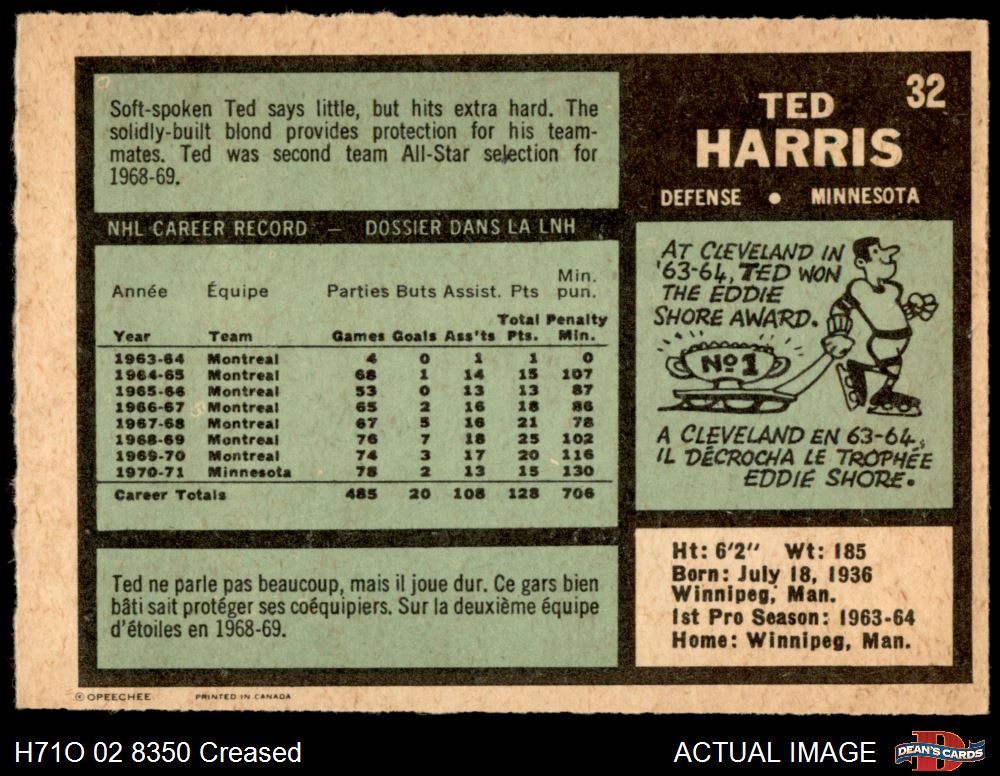 32
TED
HARRIS
DEFENSE • MINNESOTA
Soft-spoken Ted says little, but hits extra hard. The
solidly-built blond provides protection for his team-
mates. Ted was second team All-Star selection for
1968-69.
NHL CAREER RECORD — DOSSIER DANS LA LNH
Min.
Année Équipe Parties Buts Assist. Pts pun.
Total Penalty
Year Team Games Goals Ass'ts Pts. Min.
1963-64 Montreal 4 0 1 1 0
1964-65 Montreal 68 1 14 15 107
1965-66 Montreal 53 0 13 13 87
1966-67 Montreal 65 2 16 18 86
1967-68 Montreal 67 5 16 21 78
1968-69 Montreal 76 7 18 25 102
1969-70 Montreal 74 3 17 20 116
1970-71 Minnesota 78 2 13 15 130
Career Totals 485 20 108 128 706
Ted ne parle pas beaucoup, mais il joue dur. Ce gars bien
bâti sait protéger ses coéquipiers. Sur la deuxième équipe
d'étoiles en 1968-69.
AT CLEVELAND IN
'63-64, TED WON
THE EDDIE
SHORE AWARD.
No 1
A CLEVELAND EN 63-64,
IL DÉCROCHA LE TROPHÉE
EDDIE SHORE.
Ht: 6'2" Wt: 185
Born: July 18, 1936
Winnipeg, Man.
1st Pro Season: 1963-64
Home: Winnipeg, Man.
© OPEECHEE PRINTED IN CANADA
H71O 02 8350 Creased ACTUAL IMAGE
DEAN'S CARDS